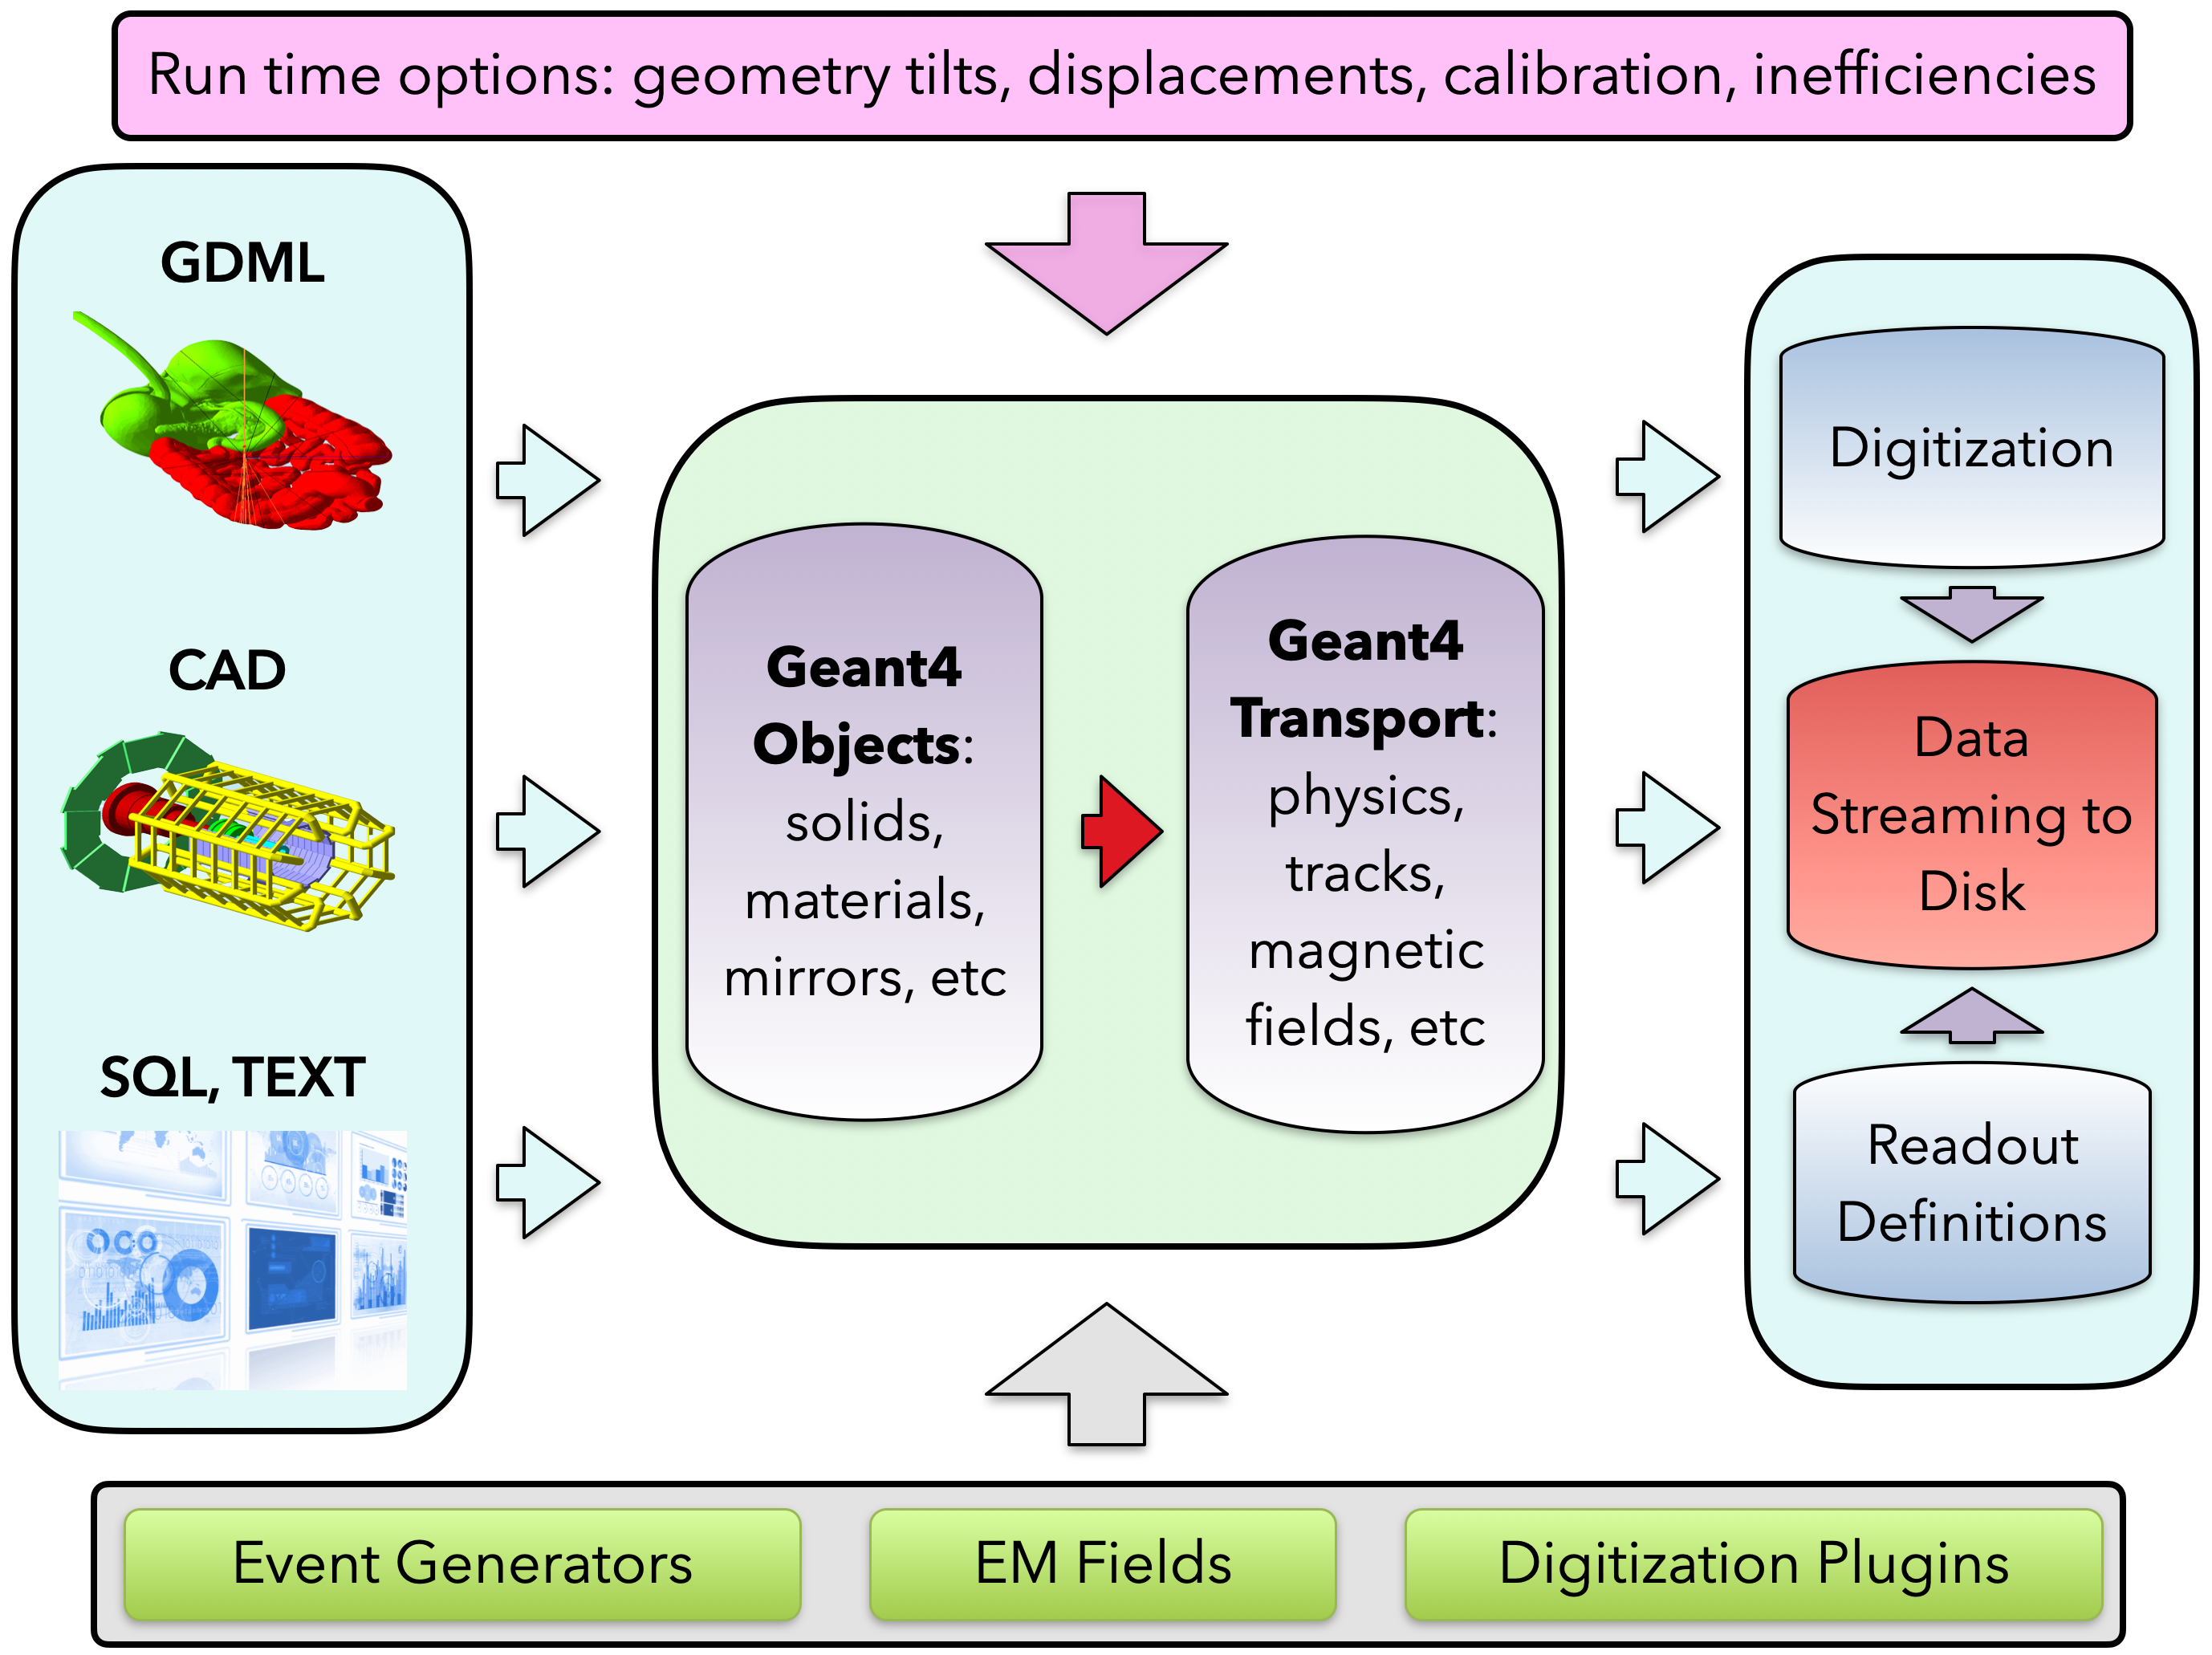 Run time options: geometry tilts, displacements, calibration, inefficiencies
GDML
CAD
SQL, TEXT
Geant4
Objects:
solids,
materials,
mirrors, etc
Geant4
Transport:
physics,
tracks,
magnetic
fields, etc
Digitization
Data
Streaming to
Disk
Readout
Definitions
Event Generators
EM Fields
Digitization Plugins